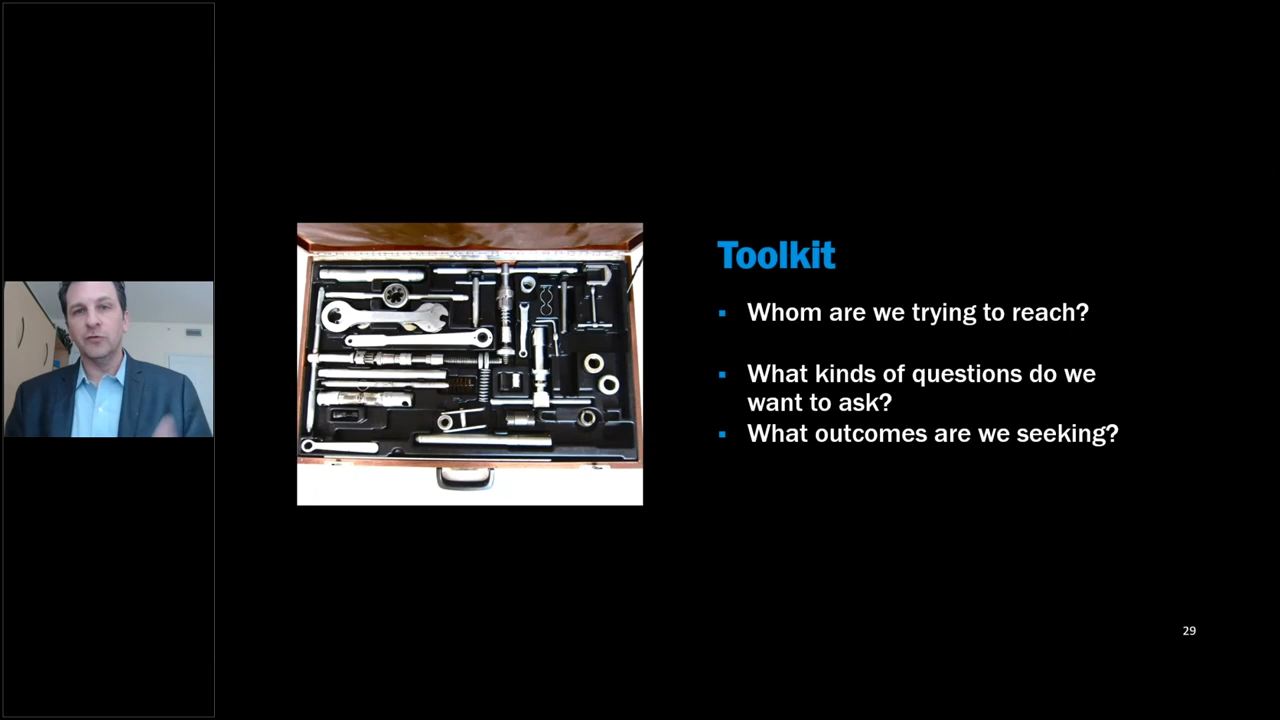 Toolkit
▪ Whom are we trying to reach?
▪ What kinds of questions do we
want to ask?
▪ What outcomes are we seeking?
29